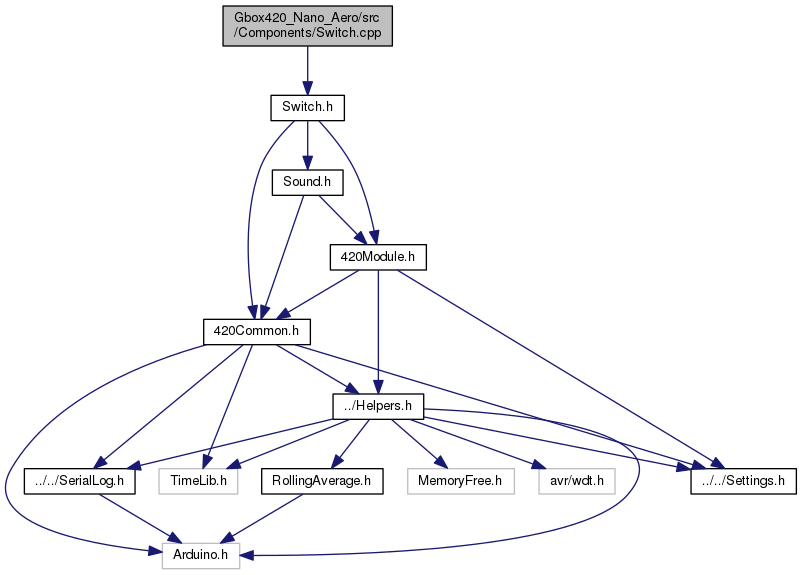 Gbox420_Nano_Aero/src
/Components/Switch.cpp
Switch.h
Sound.h
420Module.h
420Common.h
../Helpers.h
../../SerialLog.h
TimeLib.h
RollingAverage.h
MemoryFree.h
avr/wdt.h
../../Settings.h
Arduino.h